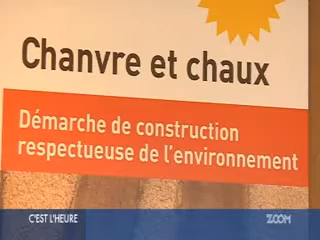 Chanvre et chaux
Démarche de construction
respectueuse de l'environnement
C'EST L'HEURE
ZOOM